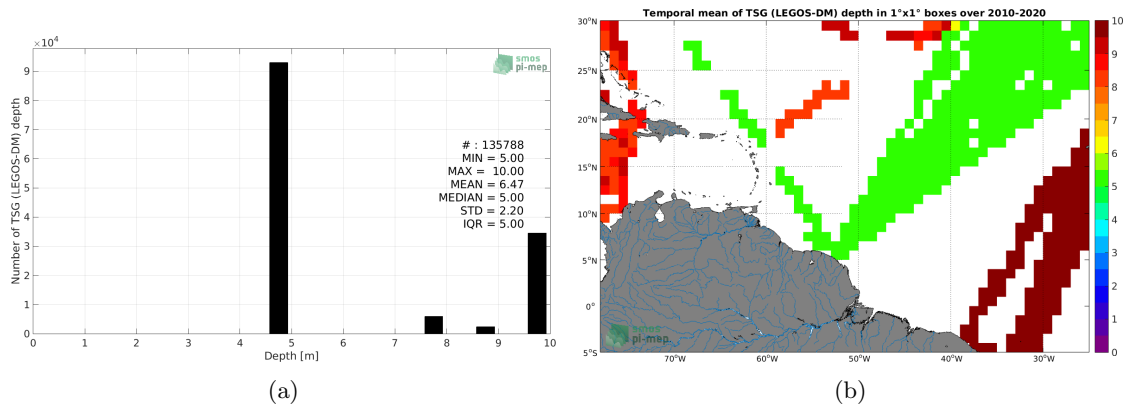 ×10⁴
9
8
7
6
5
4
3
2
1
0
Number of TSG (LEGOS-DM) depth
smos
pi-mep
# : 135788
MIN = 5.00
MAX = 10.00
MEAN = 6.47
MEDIAN = 5.00
STD = 2.20
IQR = 5.00
0 1 2 3 4 5 6 7 8 9 10
Depth [m]
(a)
Temporal mean of TSG (LEGOS-DM) depth in 1°x1° boxes over 2010-2020
30°N
25°N
20°N
15°N
10°N
5°N
0°
5°S
70°W 60°W 50°W 40°W 30°W
smos
pi-mep
10
9
8
7
6
5
4
3
2
1
0
(b)